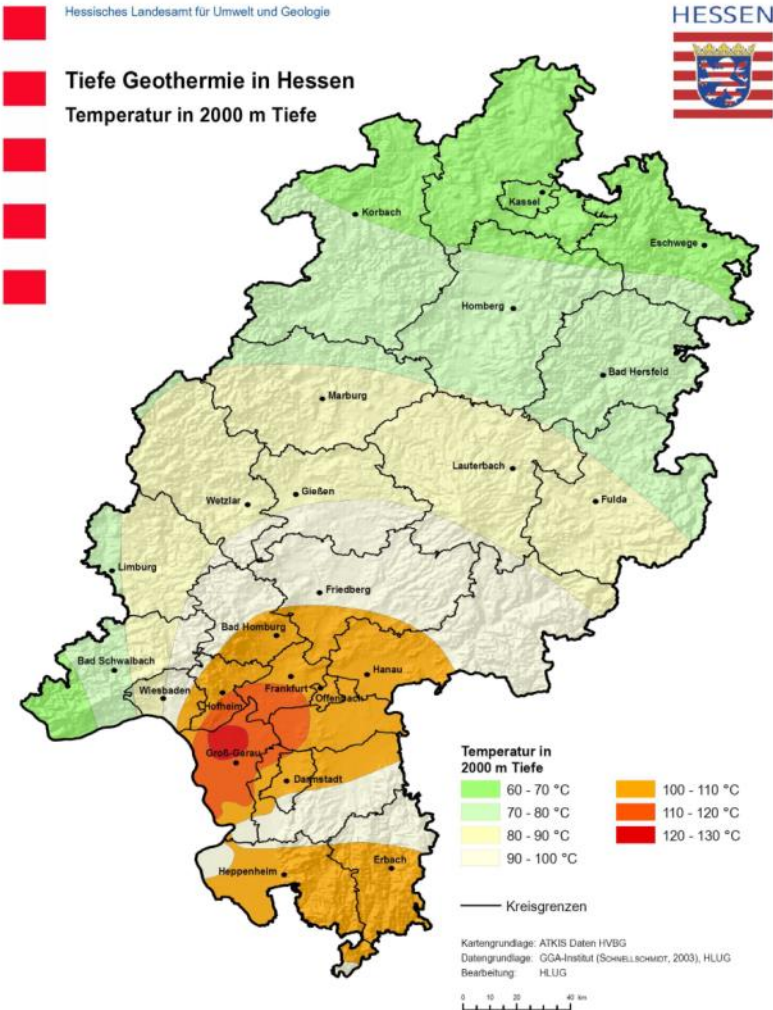 Hessisches Landesamt für Umwelt und Geologie
HESSEN
Tiefe Geothermie in Hessen
Temperatur in 2000 m Tiefe
Kassel
Korbach
Eschwege
Homberg
Bad Hersfeld
Marburg
Lauterbach
Gießen
Wetzlar
Fulda
Limburg
Friedberg
Bad Homburg
Bad Schwalbach
Hanau
Wiesbaden
Frankfurt
Offenbach
Hofheim
Groß-Gerau
Darmstadt
Erbach
Heppenheim
Temperatur in
2000 m Tiefe
60 - 70 °C
70 - 80 °C
80 - 90 °C
90 - 100 °C
100 - 110 °C
110 - 120 °C
120 - 130 °C
Kreisgrenzen
Kartengrundlage: ATKIS Daten HVBG
Datengrundlage: GGA-Institut (SCHNELLSCHMIDT, 2003), HLUG
Bearbeitung: HLUG
0 10 20 40 km